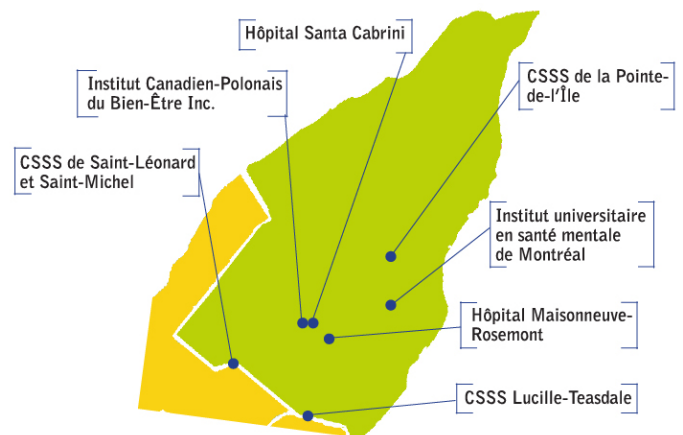 Hôpital Santa Cabrini
Institut Canadien-Polonais
du Bien-Être Inc.
CSSS de la Pointe-
de-l'Île
CSSS de Saint-Léonard
et Saint-Michel
Institut universitaire
en santé mentale
de Montréal
Hôpital Maisonneuve-
Rosemont
CSSS Lucille-Teasdale